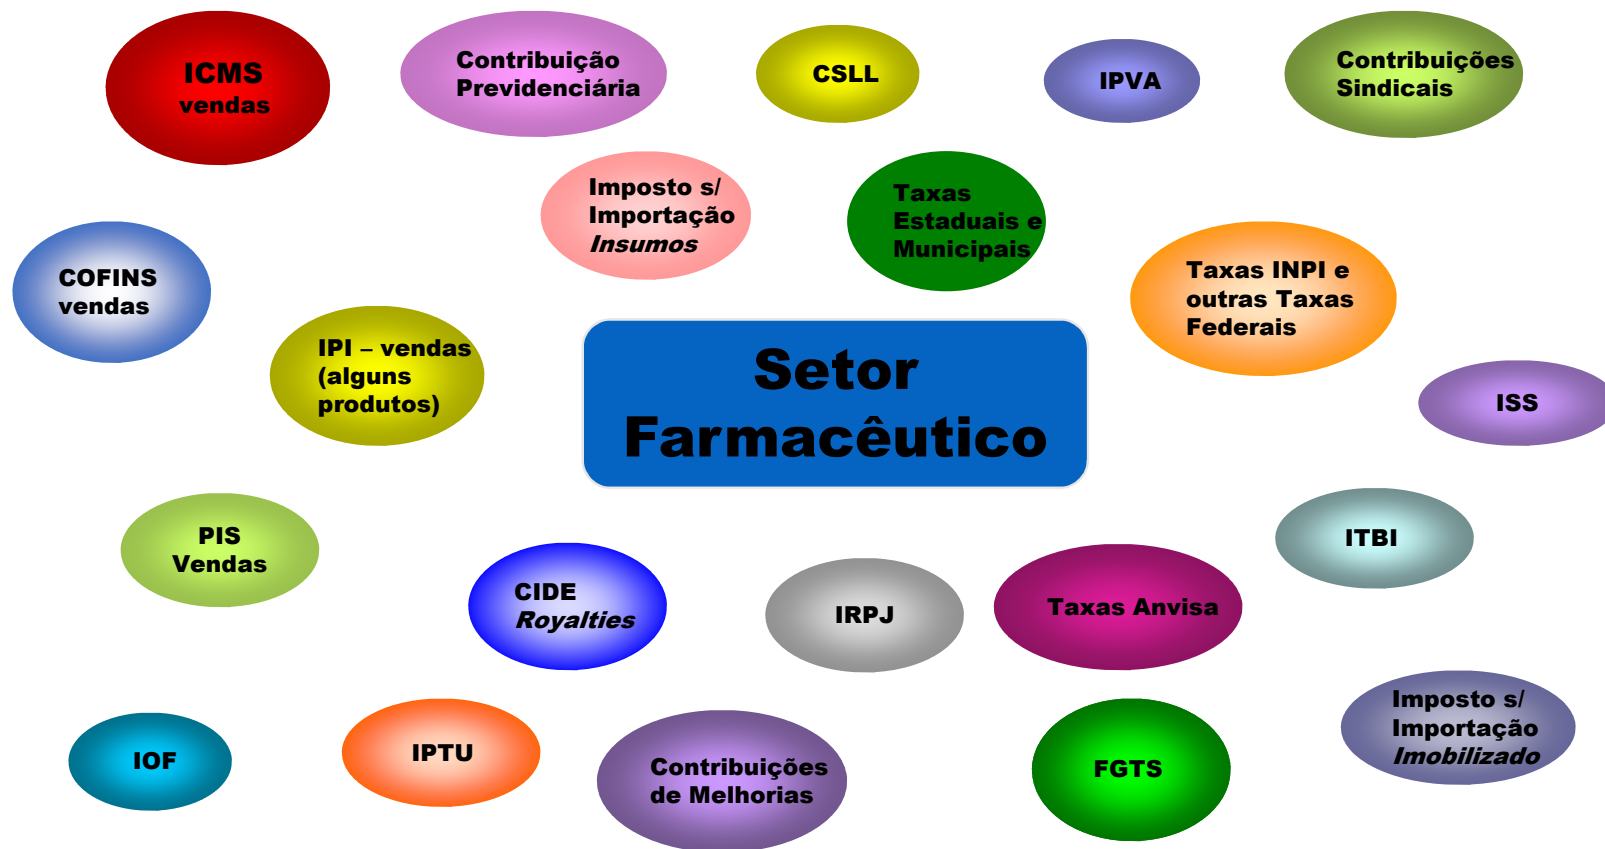 ICMS
vendas
Contribuição
Previdenciária
CSLL
IPVA
Contribuições
Sindicais
Imposto s/
Importação
Insumos
Taxas
Estaduais e
Municipais
COFINS
vendas
Taxas INPI e
outras Taxas
Federais
IPI – vendas
(alguns
produtos)
Setor
Farmacêutico
ISS
PIS
Vendas
ITBI
CIDE
Royalties
IRPJ
Taxas Anvisa
Imposto s/
Importação
Imobilizado
IOF
IPTU
Contribuições
de Melhorias
FGTS